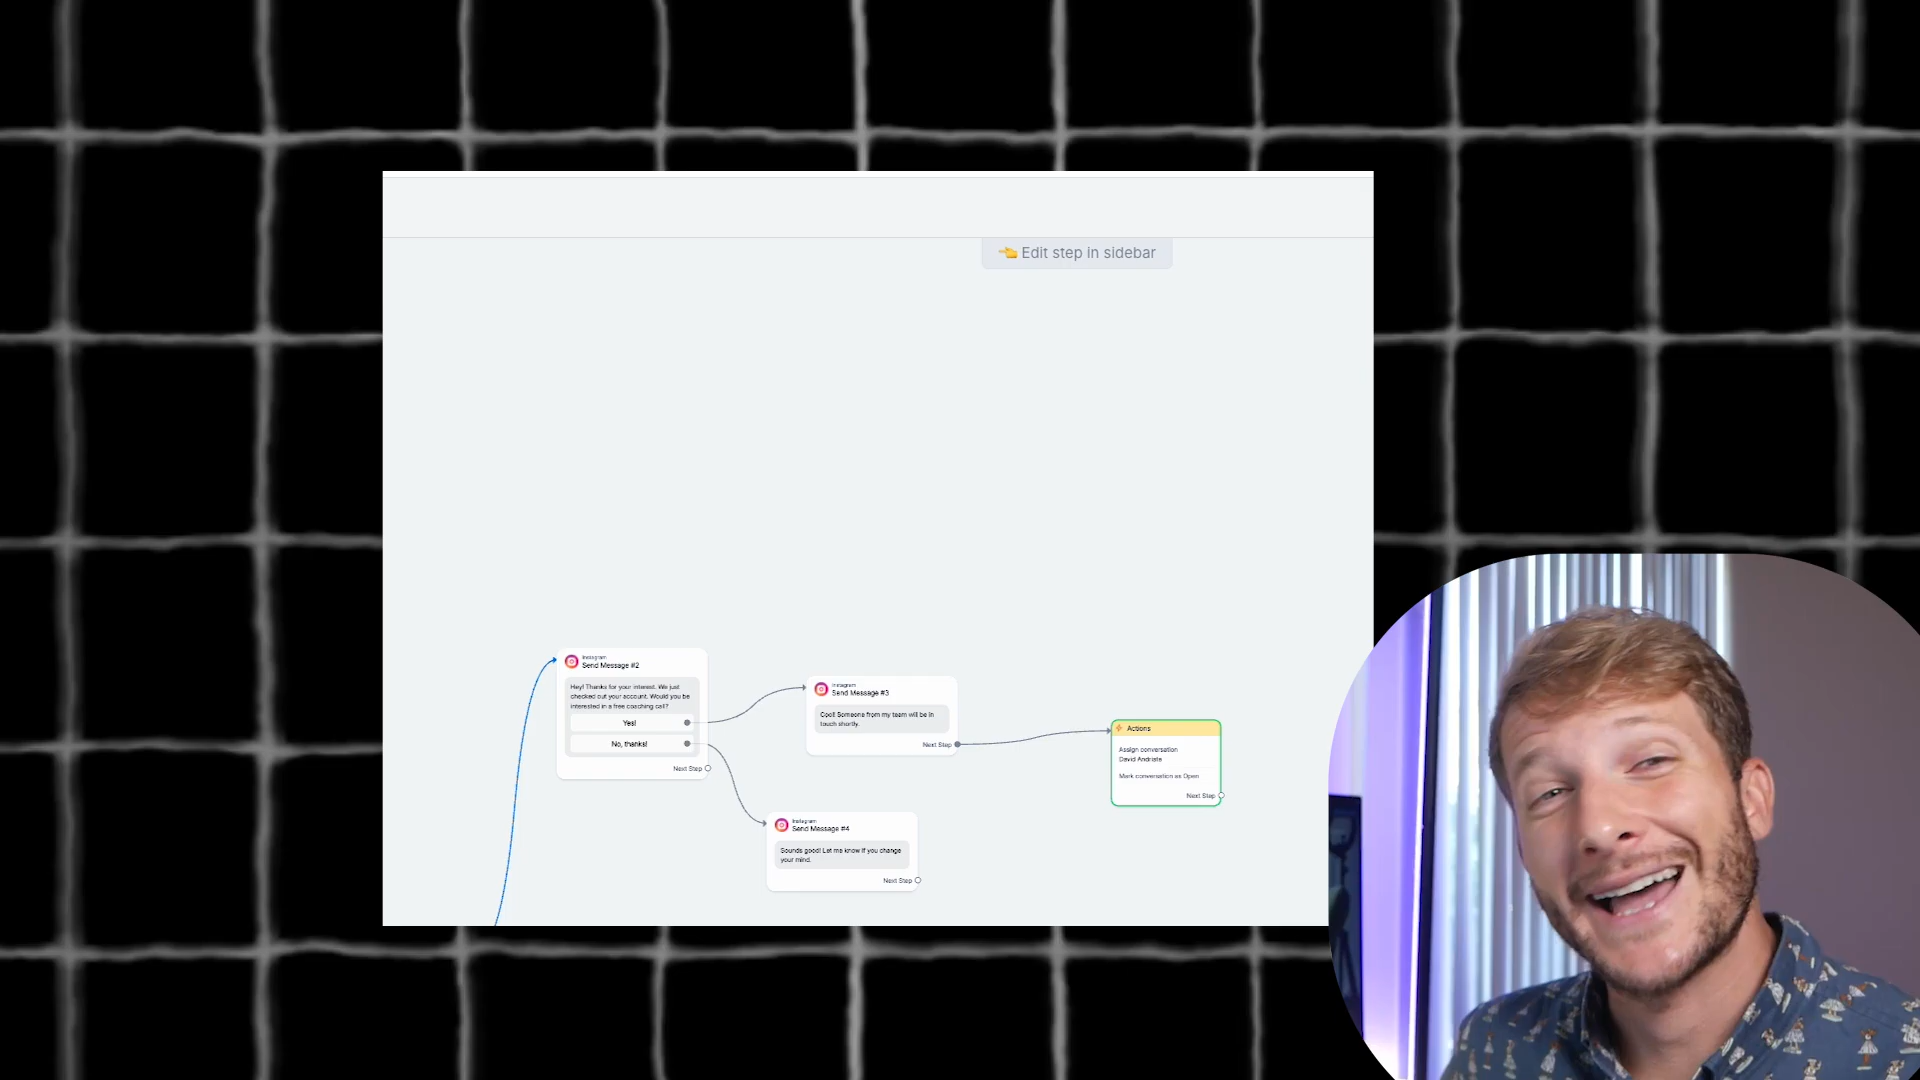 👈 Edit step in sidebar
Instagram
Send Message #2
Hey! Thanks for your interest. We just
checked out your account. Would you be
interested in a free coaching call?
Yes!
No, thanks!
Next Step
Instagram
Send Message #3
Cool! Someone from my team will be in
touch shortly.
Next Step
Actions
Assign conversation
David Andriate
Mark conversation as Open
Next Step
Instagram
Send Message #4
Sounds good! Let me know if you change
your mind.
Next Step